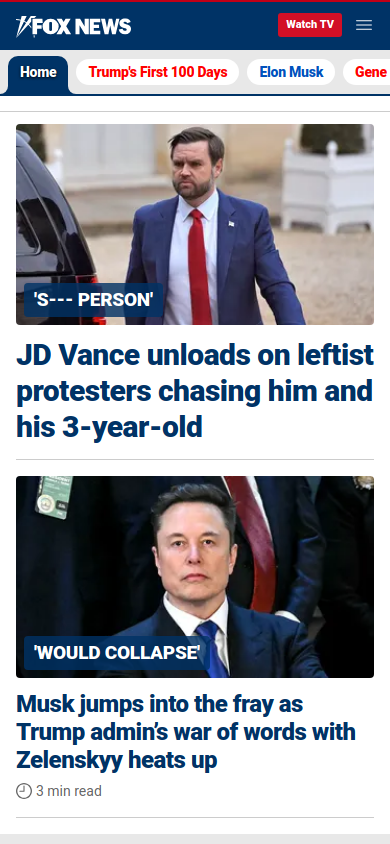 FOX NEWS
Watch TV
Home
Trump's First 100 Days
Elon Musk
Gene
'S--- PERSON'
JD Vance unloads on leftist
protesters chasing him and
his 3-year-old
'WOULD COLLAPSE'
Musk jumps into the fray as
Trump admin’s war of words with
Zelenskyy heats up
3 min read